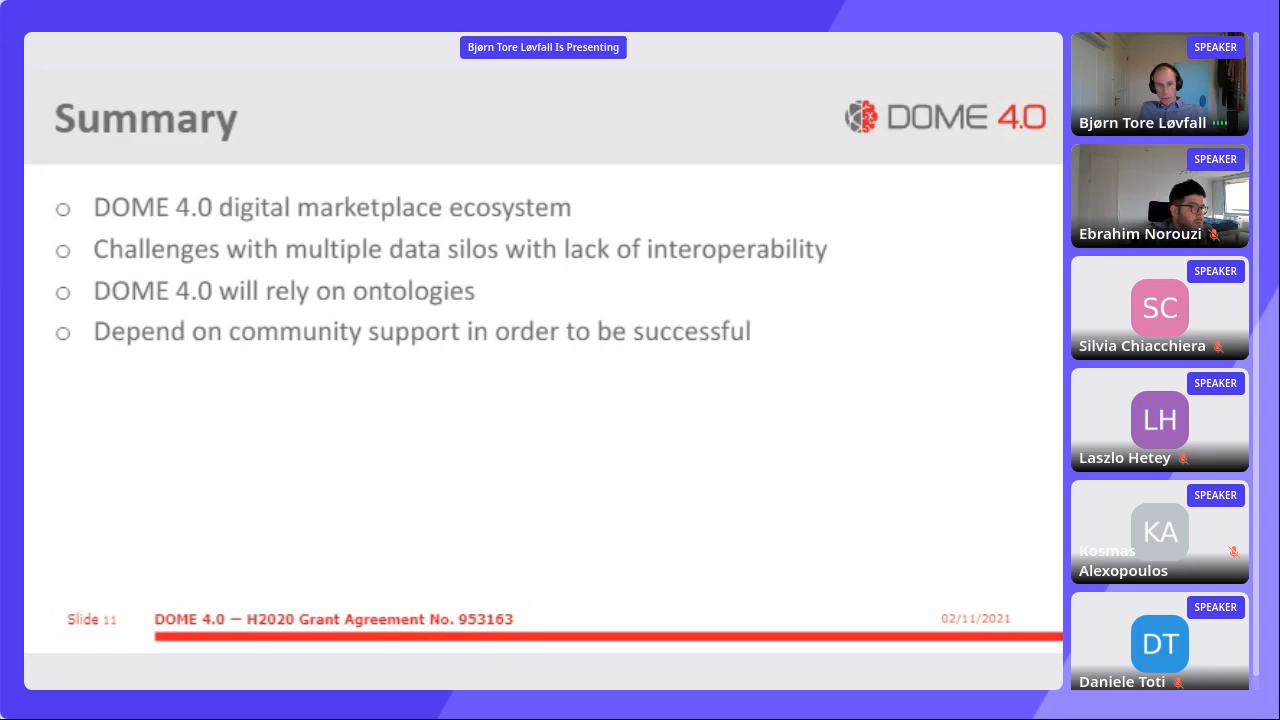 Bjørn Tore Løvfall Is Presenting
Summary
DOME 4.0
DOME 4.0 digital marketplace ecosystem
Challenges with multiple data silos with lack of interoperability
DOME 4.0 will rely on ontologies
Depend on community support in order to be successful
Slide 11
DOME 4.0 — H2020 Grant Agreement No. 953163
02/11/2021
SPEAKER
Bjørn Tore Løvfall
SPEAKER
Ebrahim Norouzi
SPEAKER
SC
Silvia Chiacchiera
SPEAKER
LH
Laszlo Hetey
SPEAKER
KA
Kosmas
Alexopoulos
SPEAKER
DT
Daniele Toti